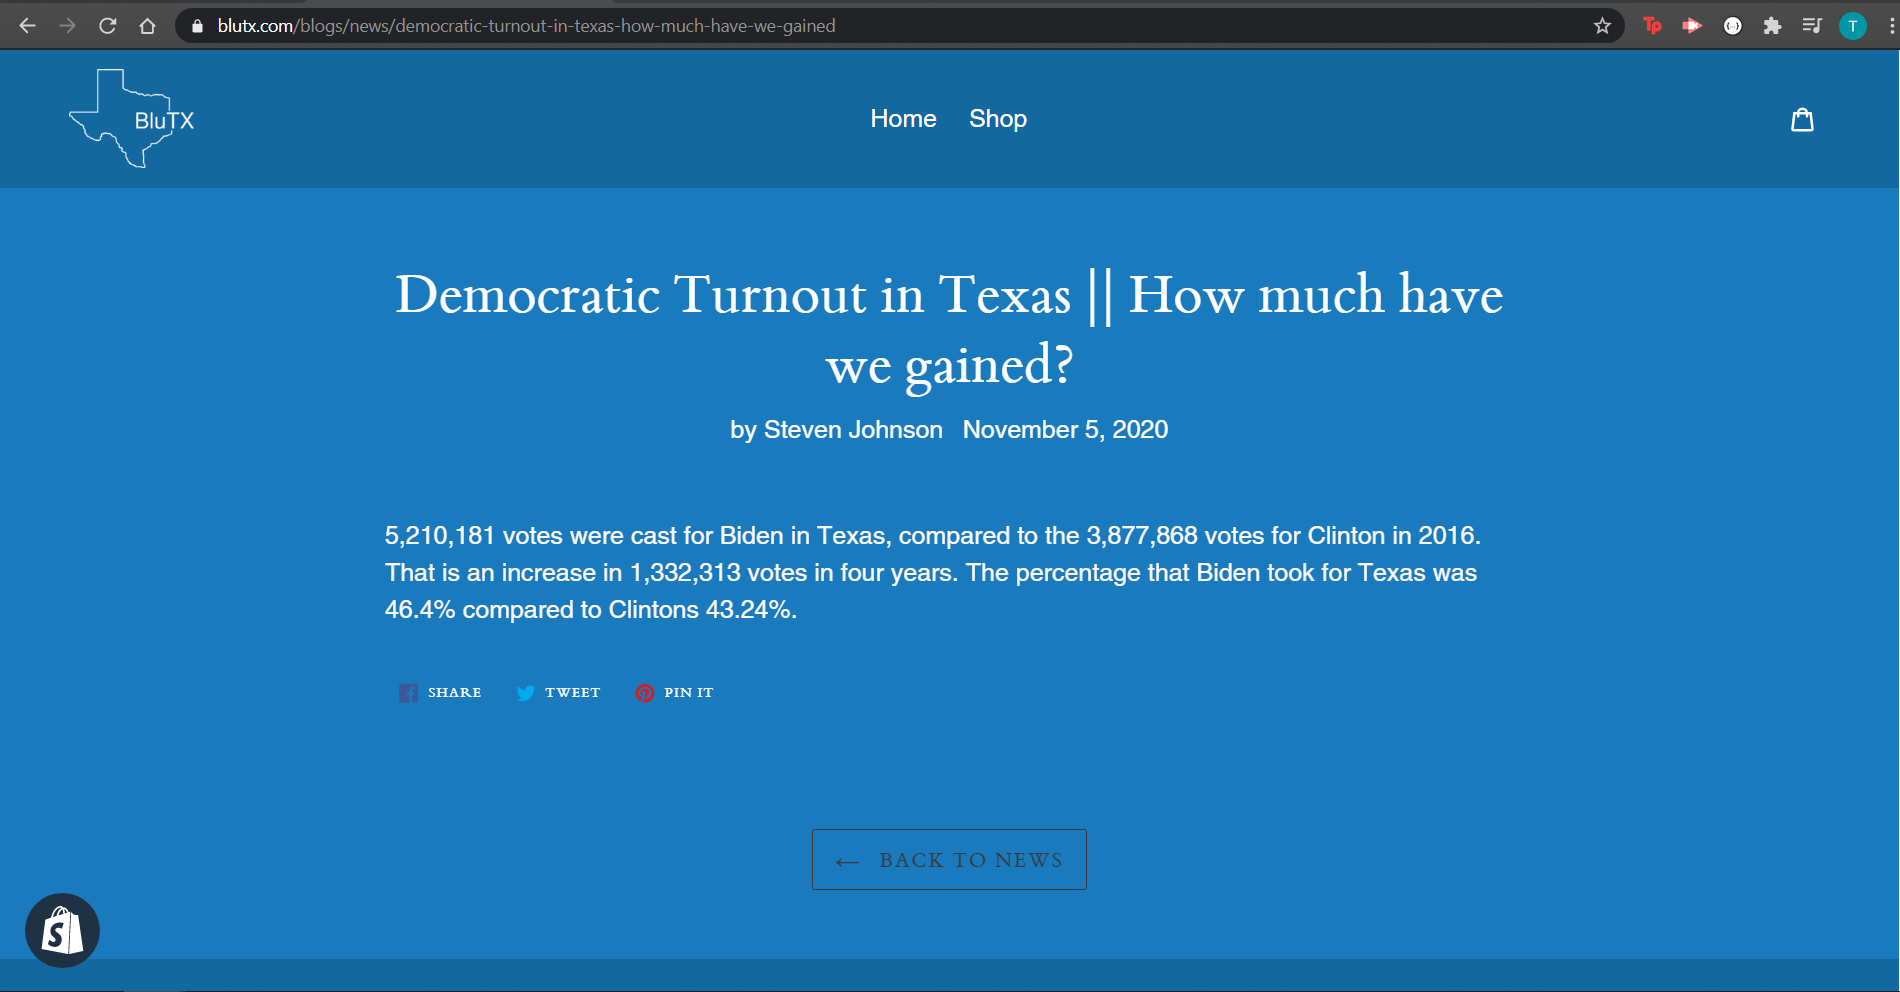 blutx.com/blogs/news/democratic-turnout-in-texas-how-much-have-we-gained
Tp
T
BluTX
Home Shop
Democratic Turnout in Texas || How much have
we gained?
by Steven Johnson November 5, 2020
5,210,181 votes were cast for Biden in Texas, compared to the 3,877,868 votes for Clinton in 2016.
That is an increase in 1,332,313 votes in four years. The percentage that Biden took for Texas was
46.4% compared to Clintons 43.24%.
SHARE TWEET PIN IT
← BACK TO NEWS
S